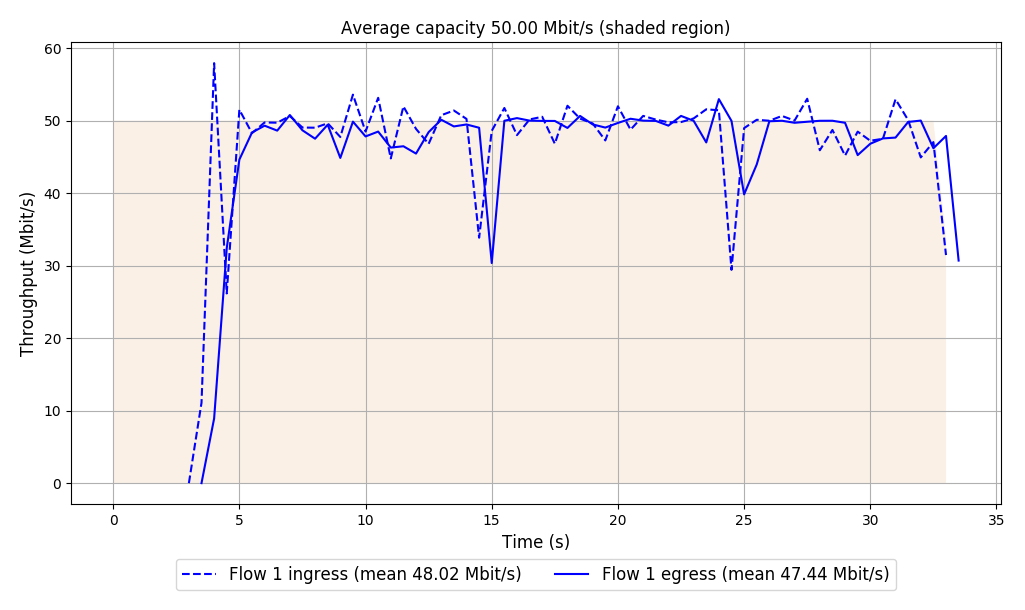 Average capacity 50.00 Mbit/s (shaded region)
Throughput (Mbit/s)
60
50
40
30
20
10
0
0 5 10 15 20 25 30 35
Time (s)
Flow 1 ingress (mean 48.02 Mbit/s) Flow 1 egress (mean 47.44 Mbit/s)